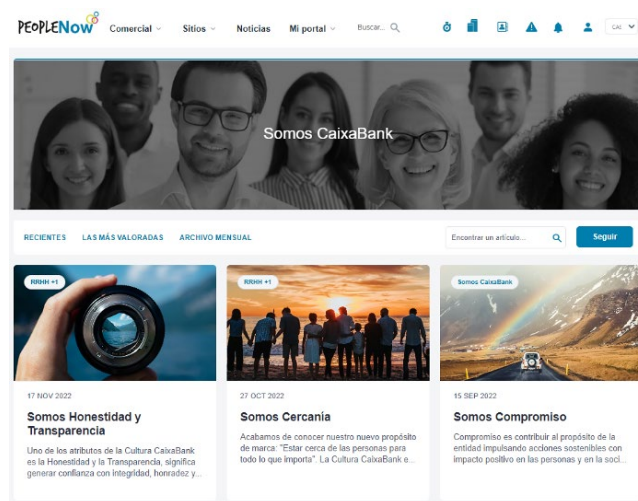 PEOPLENow
Comercial
Sitios
Noticias
Mi portal
Buscar...
Somos CaixaBank
RECIENTES
LAS MÁS VALORADAS
ARCHIVO MENSUAL
Encontrar un artículo...
Seguir
RRHH +1
RRHH +1
Somos CaixaBank
17 NOV 2022
Somos Honestidad y
Transparencia
Uno de los atributos de la Cultura CaixaBank
es la Honestidad y la Transparencia, significa
generar confianza con integridad, honradez y...
27 OCT 2022
Somos Cercanía
Acabamos de conocer nuestro nuevo propósito
de marca: "Estar cerca de las personas para
todo lo que importa". La Cultura CaixaBank e...
15 SEP 2022
Somos Compromiso
Compromiso es contribuir al propósito de la
entidad impulsando acciones sostenibles con
impacto positivo en las personas y en la soci...